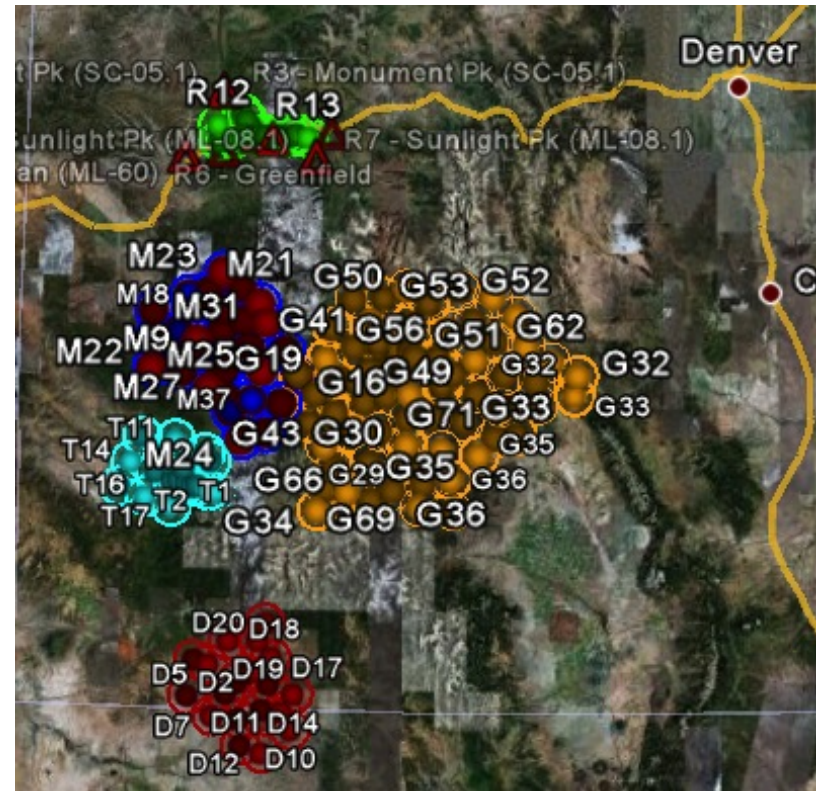 Denver
t Pk (SC-05.1) R3 - Monument Pk (SC-05.1)
R12
R13
Sunlight Pk (ML-08.1) R7 - Sunlight Pk (ML-08.1)
an (ML-60) R6 - Greenfield
M23
M21
G50
G53
G52
C
M18
M31
G41
G56
G51
G62
M9
M22
M25
G19
G32
G32
M27
M37
G16
G49
G33
G33
G71
T11
G43
G30
G35
T14
M24
G66
G29
G35
G36
T16
T2
T1
T17
G34
G69
G36
D20
D18
D5
D2
D19
D17
D7
D11
D14
D12
D10